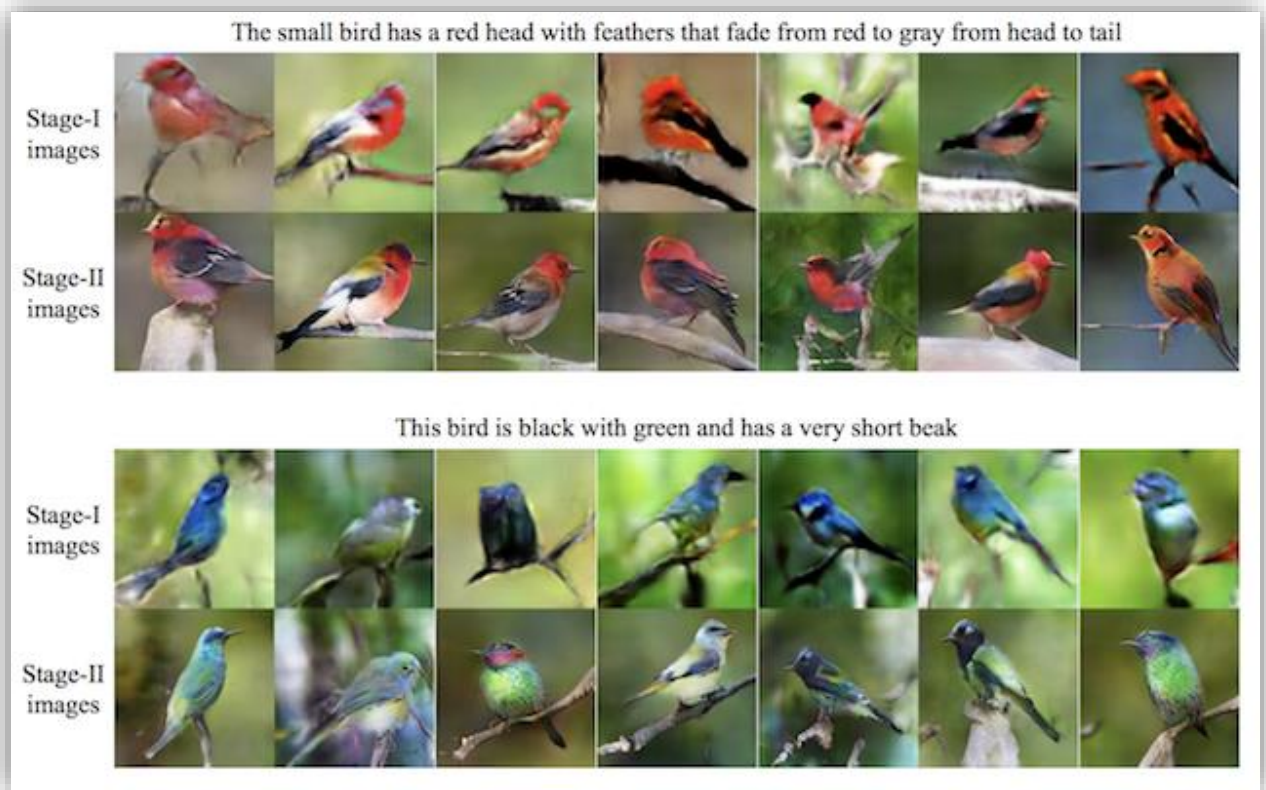 The small bird has a red head with feathers that fade from red to gray from head to tail
Stage-I
images
Stage-II
images
This bird is black with green and has a very short beak
Stage-I
images
Stage-II
images